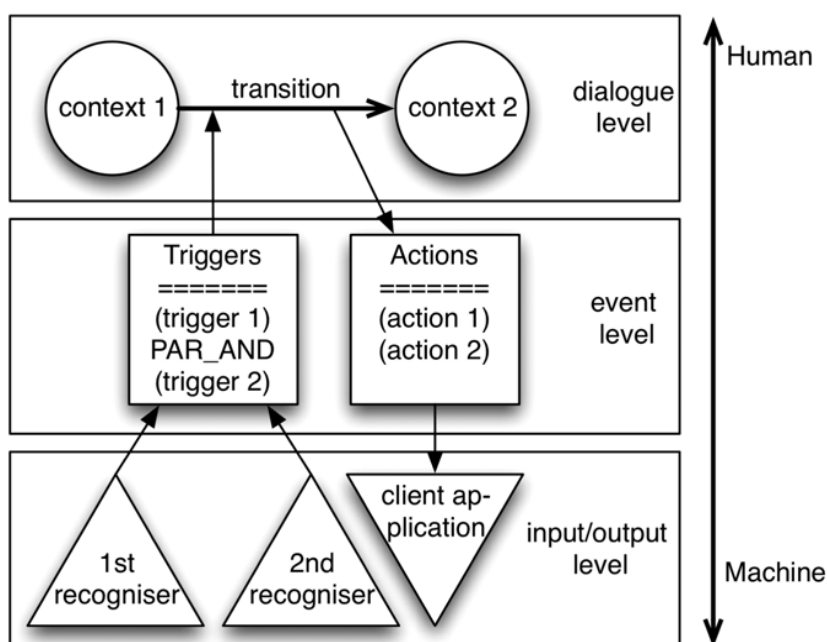 context 1
transition
context 2
dialogue
level
Human
Triggers
=======
(trigger 1)
PAR_AND
(trigger 2)
Actions
=======
(action 1)
(action 2)
event
level
1st
recogniser
2nd
recogniser
client ap-
plication
input/output
level
Machine